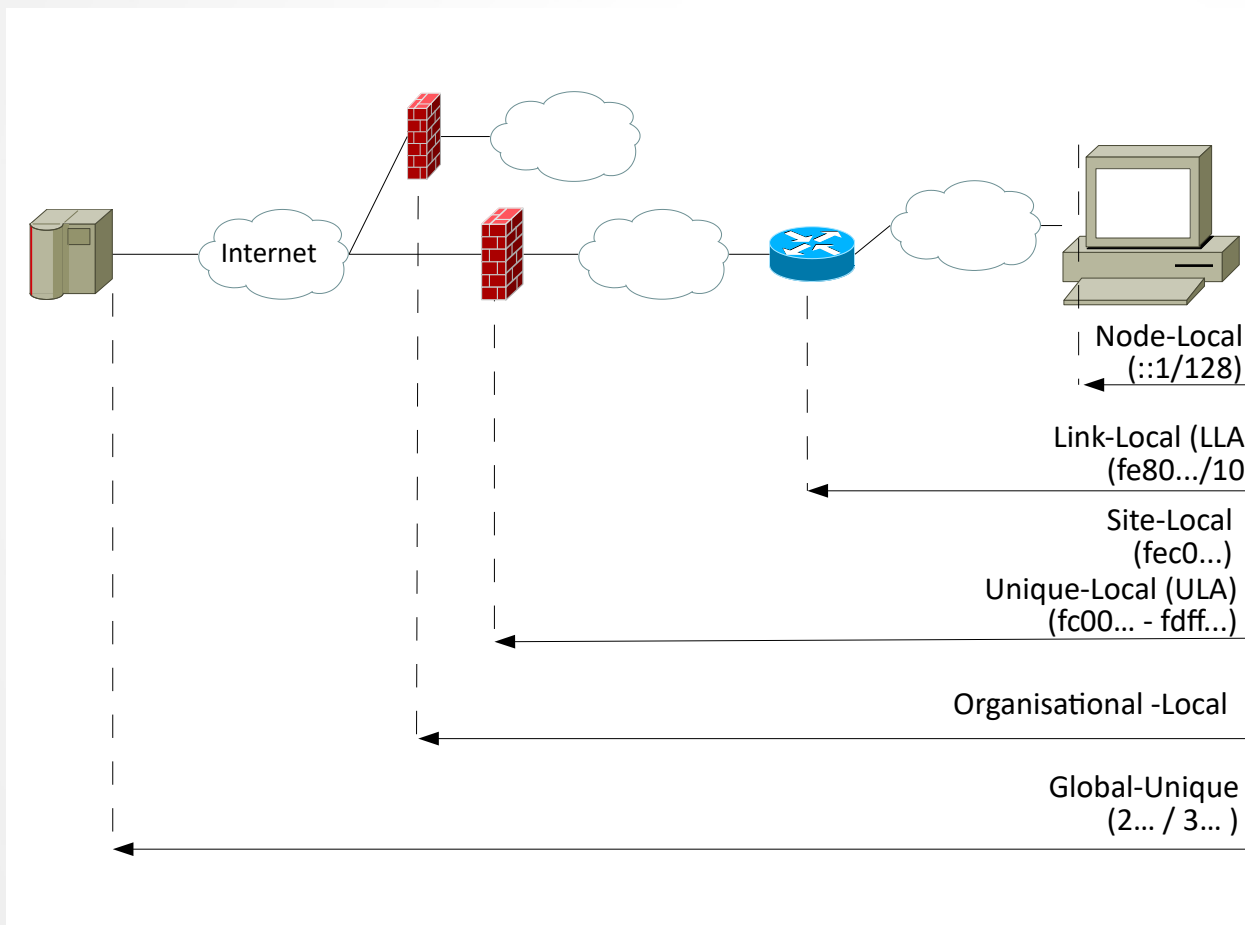 Internet
Node-Local
(::1/128)
Link-Local (LLA
(fe80.../10
Site-Local
(fec0...)
Unique-Local (ULA)
(fc00... - fdff...)
Organisational -Local
Global-Unique
(2... / 3... )